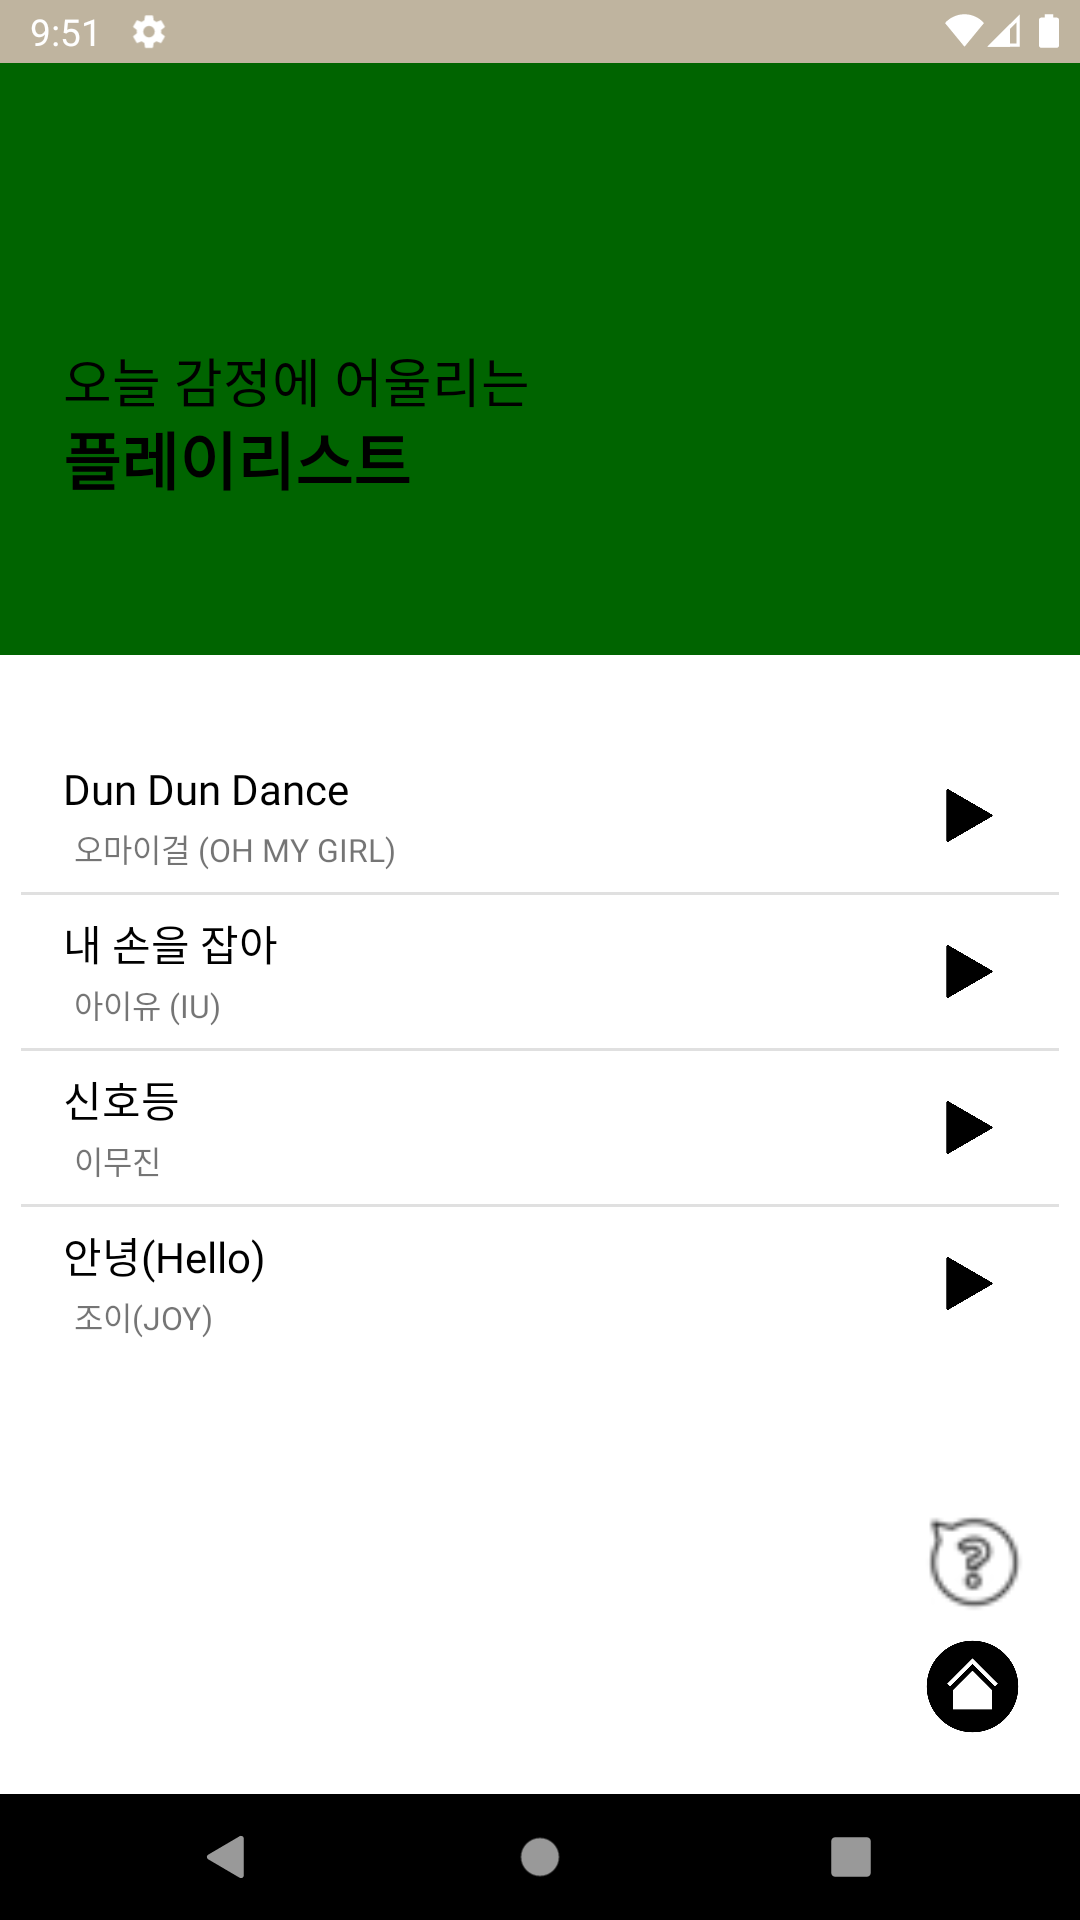 9:51
오늘 감정에 어울리는
플레이리스트
Dun Dun Dance
오마이걸 (OH MY GIRL)
내 손을 잡아
아이유 (IU)
신호등
이무진
안녕(Hello)
조이(JOY)
?